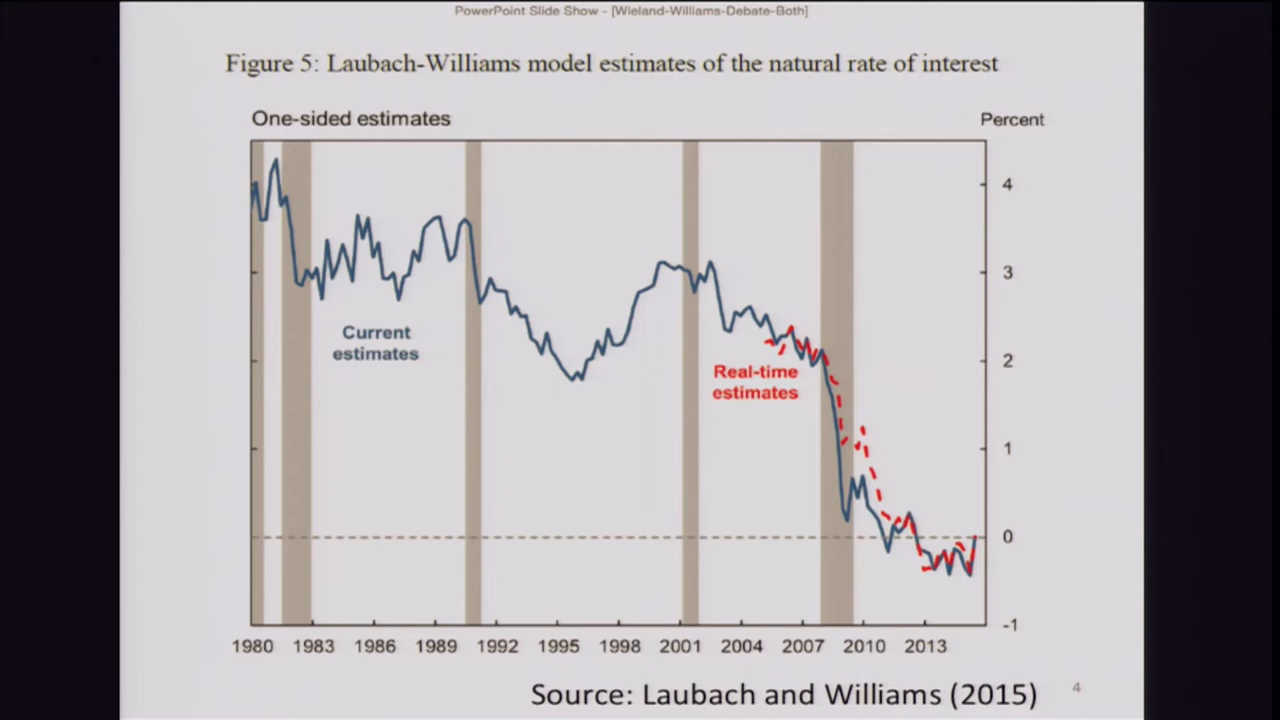 PowerPoint Slide Show - [Wieland-Williams-Debate-Both]
Figure 5: Laubach-Williams model estimates of the natural rate of interest
One-sided estimates
Percent
4
3
2
1
0
-1
Current
estimates
Real-time
estimates
1980 1983 1986 1989 1992 1995 1998 2001 2004 2007 2010 2013
Source: Laubach and Williams (2015)
4